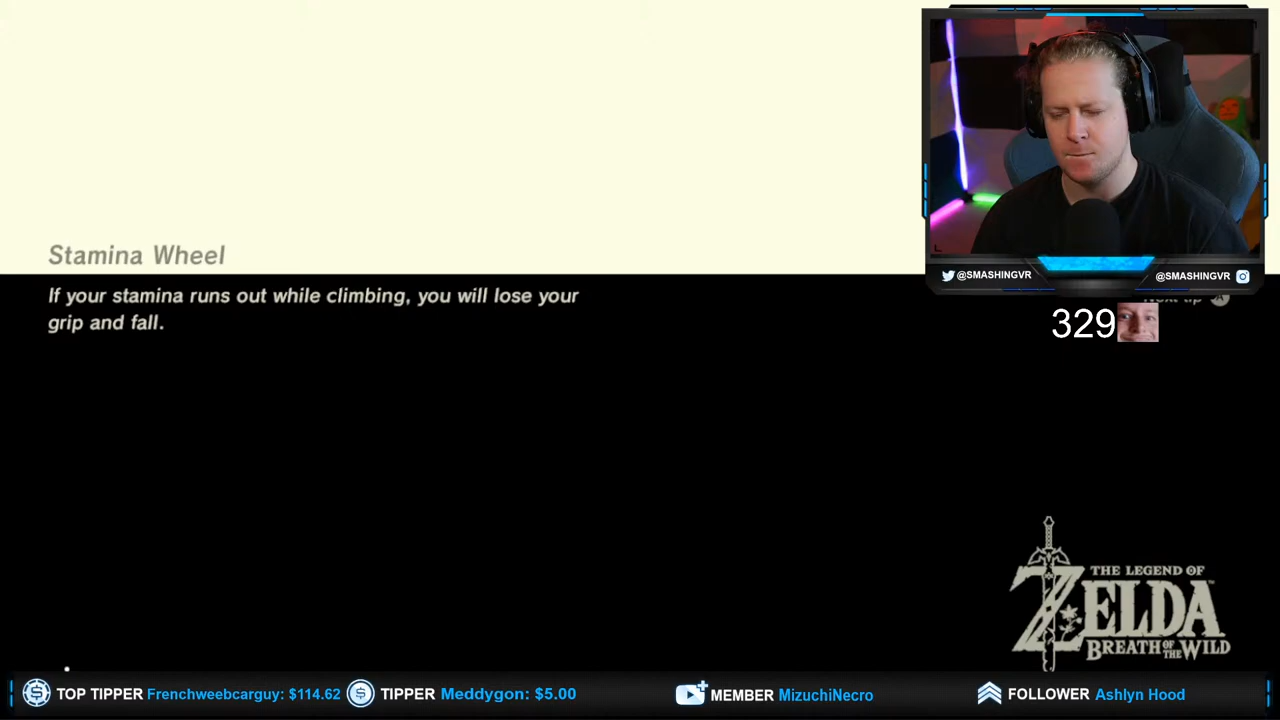 Stamina Wheel
If your stamina runs out while climbing, you will lose your
grip and fall.
@SMASHINGVR
@SMASHINGVR
Next tip
329
THE LEGEND OF
ZELDA
BREATH OF THE WILD
TOP TIPPER Frenchweebcarguy: $114.62
TIPPER Meddygon: $5.00
MEMBER MizuchiNecro
FOLLOWER Ashlyn Hood